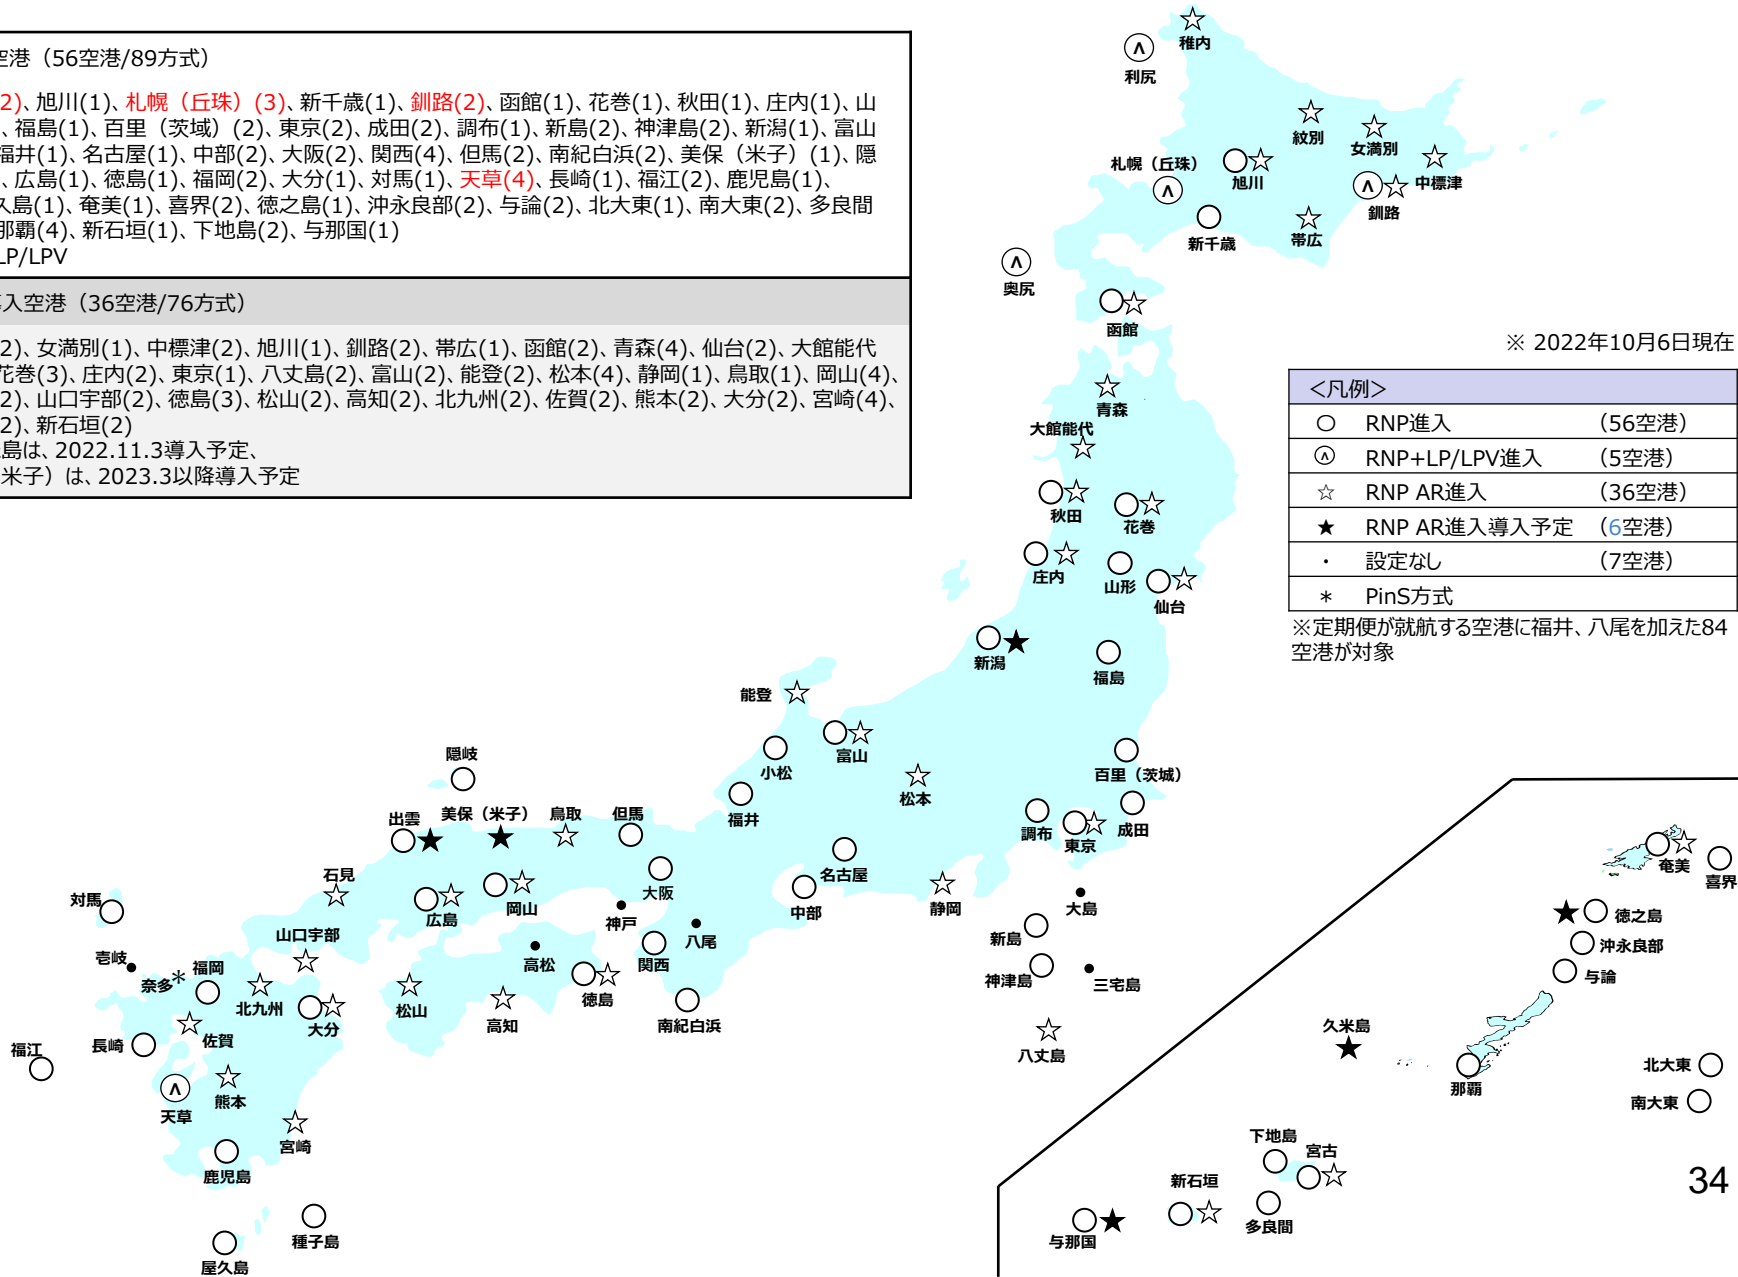 空港（56空港/89方式）
2)、旭川(1)、札幌（丘珠）(3)、新千歳(1)、釧路(2)、函館(1)、花巻(1)、秋田(1)、庄内(1)、山
、福島(1)、百里（茨城）(2)、東京(2)、成田(2)、調布(1)、新島(2)、神津島(2)、新潟(1)、富山
福井(1)、名古屋(1)、中部(2)、大阪(2)、関西(4)、但馬(2)、南紀白浜(2)、美保（米子）(1)、隠
、広島(1)、徳島(1)、福岡(2)、大分(1)、対馬(1)、天草(4)、長崎(1)、福江(2)、鹿児島(1)、
久島(1)、奄美(1)、喜界(2)、徳之島(1)、沖永良部(2)、与論(2)、北大東(1)、南大東(2)、多良間
那覇(4)、新石垣(1)、下地島(2)、与那国(1)
LP/LPV
導入空港（36空港/76方式）
2)、女満別(1)、中標津(2)、旭川(1)、釧路(2)、帯広(1)、函館(2)、青森(4)、仙台(2)、大館能代
花巻(3)、庄内(2)、東京(1)、八丈島(2)、富山(2)、能登(2)、松本(4)、静岡(1)、鳥取(1)、岡山(4)、
2)、山口宇部(2)、徳島(3)、松山(2)、高知(2)、北九州(2)、佐賀(2)、熊本(2)、大分(2)、宮崎(4)、
2)、新石垣(2)
島は、2022.11.3導入予定、
米子）は、2023.3以降導入予定
稚内
利尻
紋別
女満別
札幌（丘珠）
旭川
中標津
釧路
新千歳
帯広
奥尻
函館
※ 2022年10月6日現在
＜凡例＞
○ RNP進入 （56空港）
RNP+LP/LPV進入 （5空港）
☆ RNP AR進入 （36空港）
★ RNP AR進入導入予定 （6空港）
・ 設定なし （7空港）
＊ PinS方式
※定期便が就航する空港に福井、八尾を加えた84
空港が対象
青森
大館能代
秋田
花巻
庄内
山形
仙台
新潟
福島
能登
富山
小松
松本
百里（茨城）
福井
調布
東京
成田
名古屋
中部
静岡
隠岐
出雲
美保（米子）
鳥取
但馬
大阪
石見
広島
岡山
神戸
八尾
大島
対馬
山口宇部
高松
関西
新島
壱岐
奈多
福岡
北九州
大分
松山
高知
徳島
南紀白浜
神津島
三宅島
八丈島
佐賀
長崎
福江
天草
熊本
宮崎
鹿児島
種子島
屋久島
奄美
喜界
徳之島
沖永良部
与論
久米島
那覇
北大東
南大東
下地島
宮古
新石垣
多良間
与那国
34